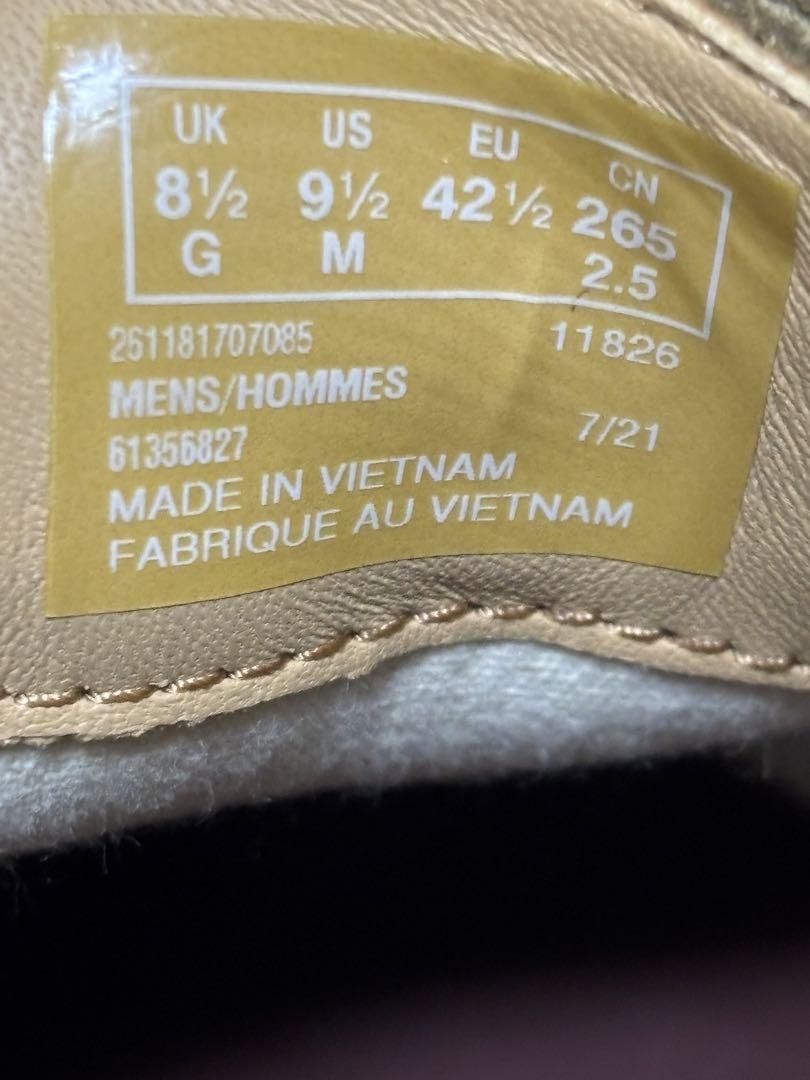 UK US EU CN
8½ 9½ 42½ 265
G M 2.5
261181707085 11826
MENS/HOMMES
61356827 7/21
MADE IN VIETNAM
FABRIQUE AU VIETNAM